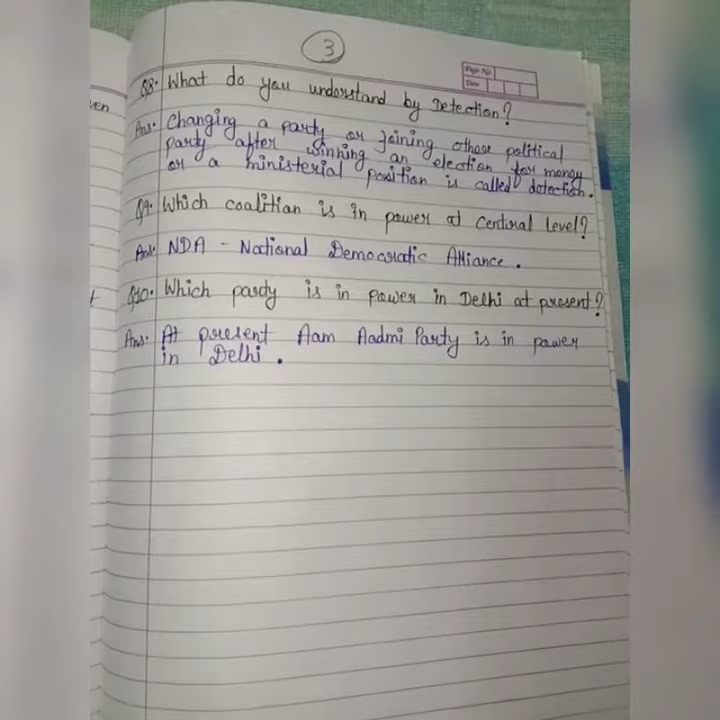 3
Page No.
Date
ven
Q8. What do you understand by Detection?
Ans. Changing a party or joining other political
party after winning an election for money
or a ministerial position is called detection.
Q9. Which coalition is in power at Central level?
Ans. NDA - National Democratic Alliance.
Q10. Which party is in power in Delhi at present?
Ans. At present Aam Aadmi Party is in power
in Delhi.